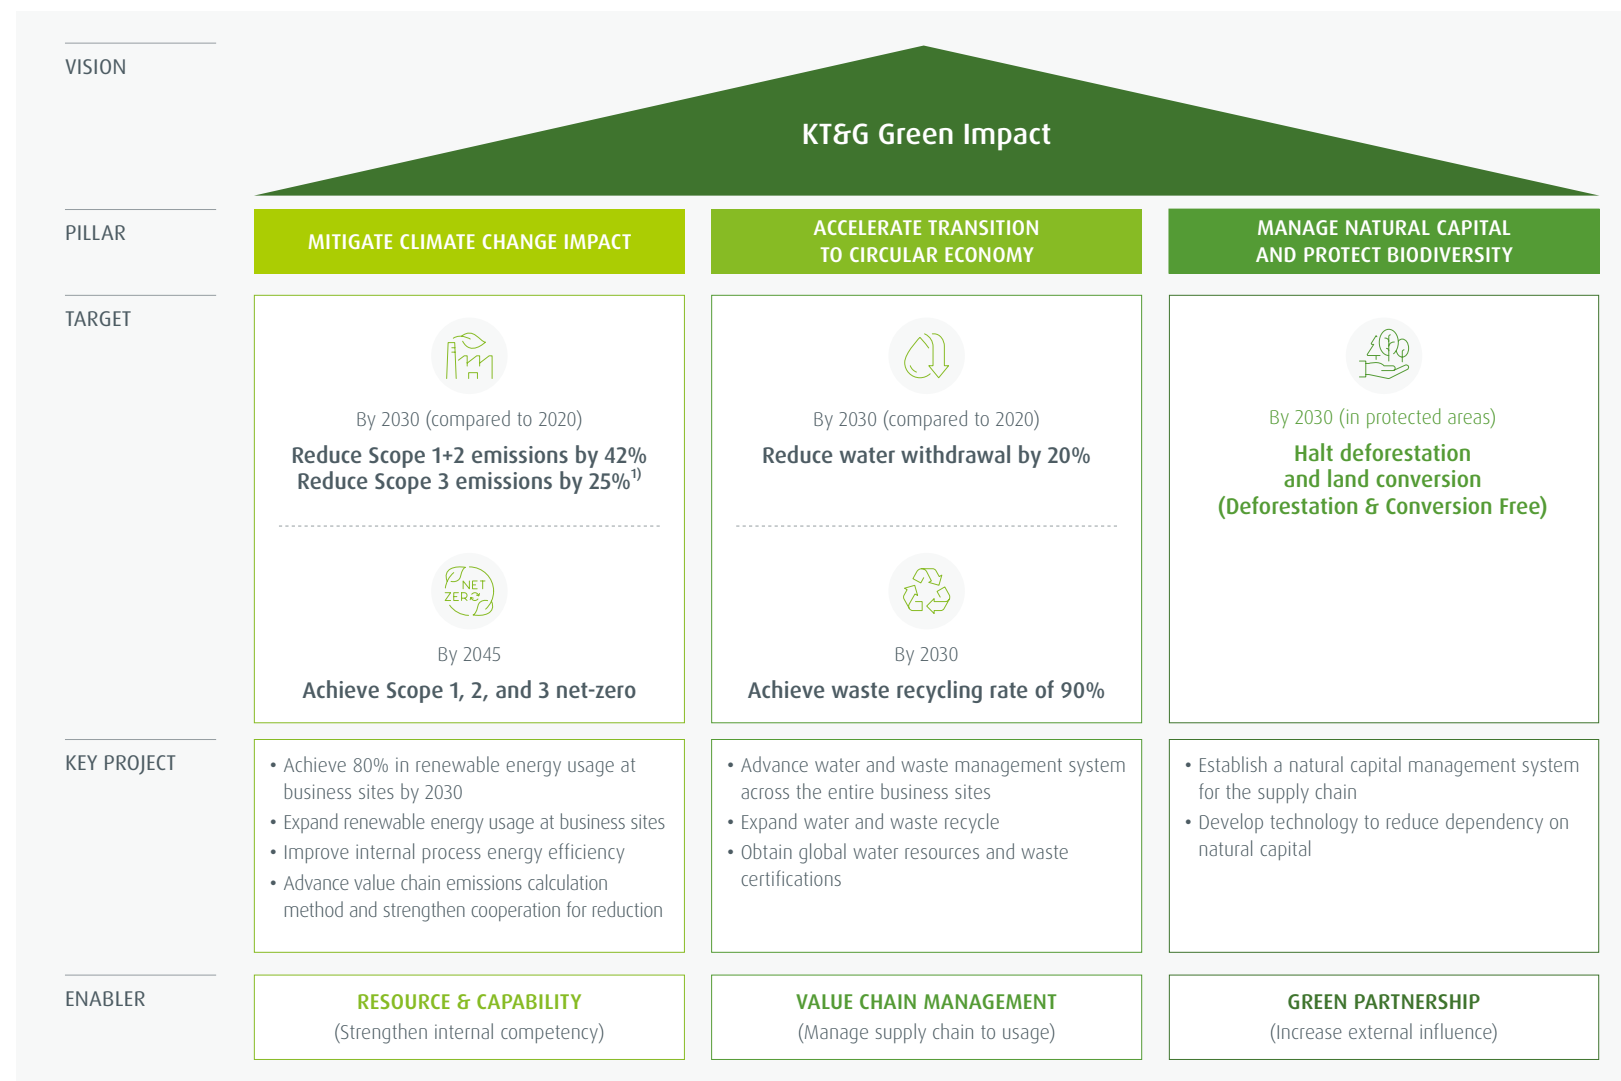 VISION
KT&G Green Impact
PILLAR
MITIGATE CLIMATE CHANGE IMPACT
ACCELERATE TRANSITION
TO CIRCULAR ECONOMY
MANAGE NATURAL CAPITAL
AND PROTECT BIODIVERSITY
TARGET
By 2030 (compared to 2020)
Reduce Scope 1+2 emissions by 42%
Reduce Scope 3 emissions by 25%1)
NET
ZERO
By 2045
Achieve Scope 1, 2, and 3 net-zero
By 2030 (compared to 2020)
Reduce water withdrawal by 20%
By 2030
Achieve waste recycling rate of 90%
By 2030 (in protected areas)
Halt deforestation
and land conversion
(Deforestation & Conversion Free)
KEY PROJECT
• Achieve 80% in renewable energy usage at
business sites by 2030
• Expand renewable energy usage at business sites
• Improve internal process energy efficiency
• Advance value chain emissions calculation
method and strengthen cooperation for reduction
• Advance water and waste management system
across the entire business sites
• Expand water and waste recycle
• Obtain global water resources and waste
certifications
• Establish a natural capital management system
for the supply chain
• Develop technology to reduce dependency on
natural capital
ENABLER
RESOURCE & CAPABILITY
(Strengthen internal competency)
VALUE CHAIN MANAGEMENT
(Manage supply chain to usage)
GREEN PARTNERSHIP
(Increase external influence)